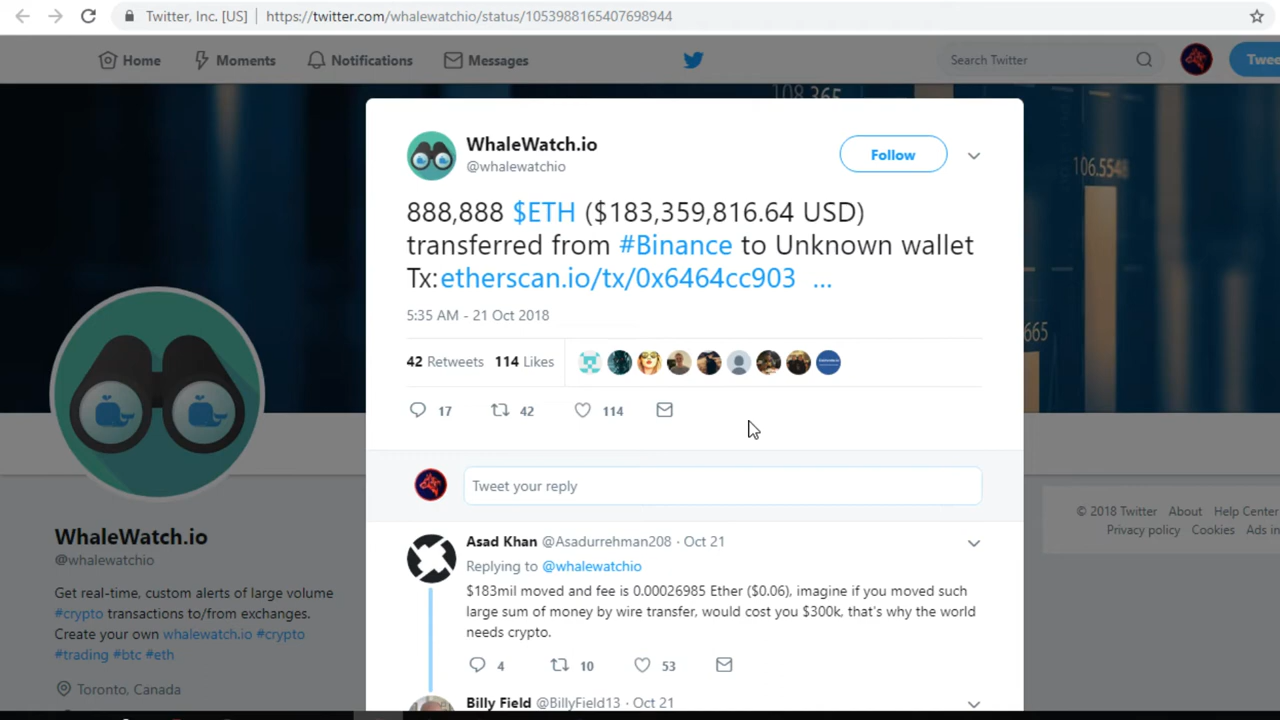 Twitter, Inc. [US] | https://twitter.com/whalewatchio/status/1053988165407698944
Home Moments Notifications Messages Search Twitter
108.365
WhaleWatch.io
@whalewatchio
Follow
106.5548
888,888 $ETH ($183,359,816.64 USD)
transferred from #Binance to Unknown wallet
Tx:etherscan.io/tx/0x6464cc903 ...
5:35 AM - 21 Oct 2018
665
42 Retweets 114 Likes
17 42 114
Tweet your reply
WhaleWatch.io
@whalewatchio
Get real-time, custom alerts of large volume
#crypto transactions to/from exchanges.
Create your own whalewatch.io #crypto
#trading #btc #eth
Toronto, Canada
Asad Khan @Asadurrehman208 · Oct 21
Replying to @whalewatchio
$183mil moved and fee is 0.00026985 Ether ($0.06), imagine if you moved such
large sum of money by wire transfer, would cost you $300k, that's why the world
needs crypto.
4 10 53
Billy Field @BillyField13 · Oct 21
© 2018 Twitter About Help Center
Privacy policy Cookies Ads in